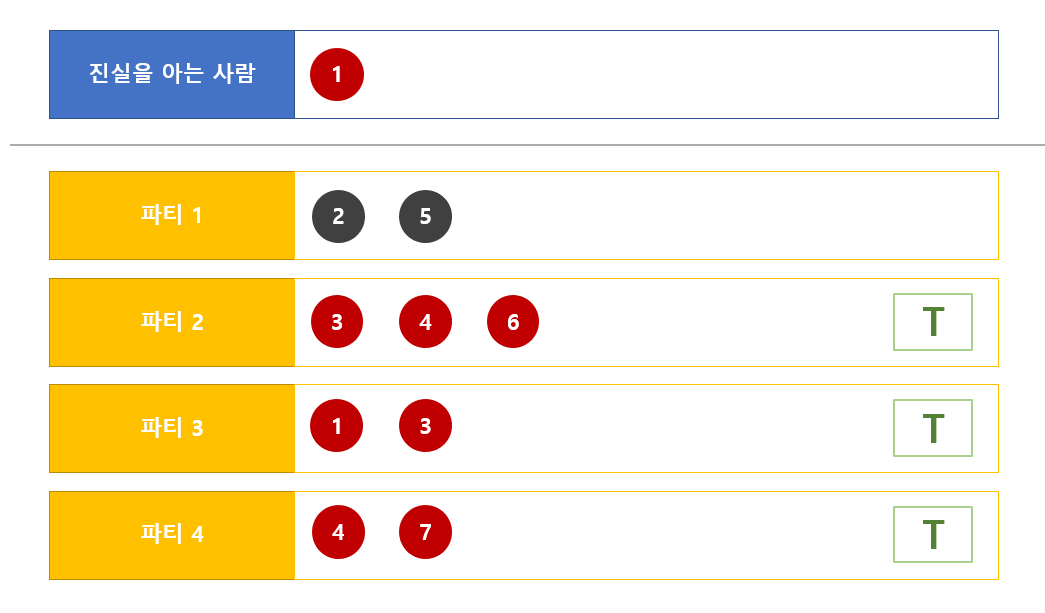 진실을 아는 사람 1
파티 1 2 5
파티 2 3 4 6 T
파티 3 1 3 T
파티 4 4 7 T